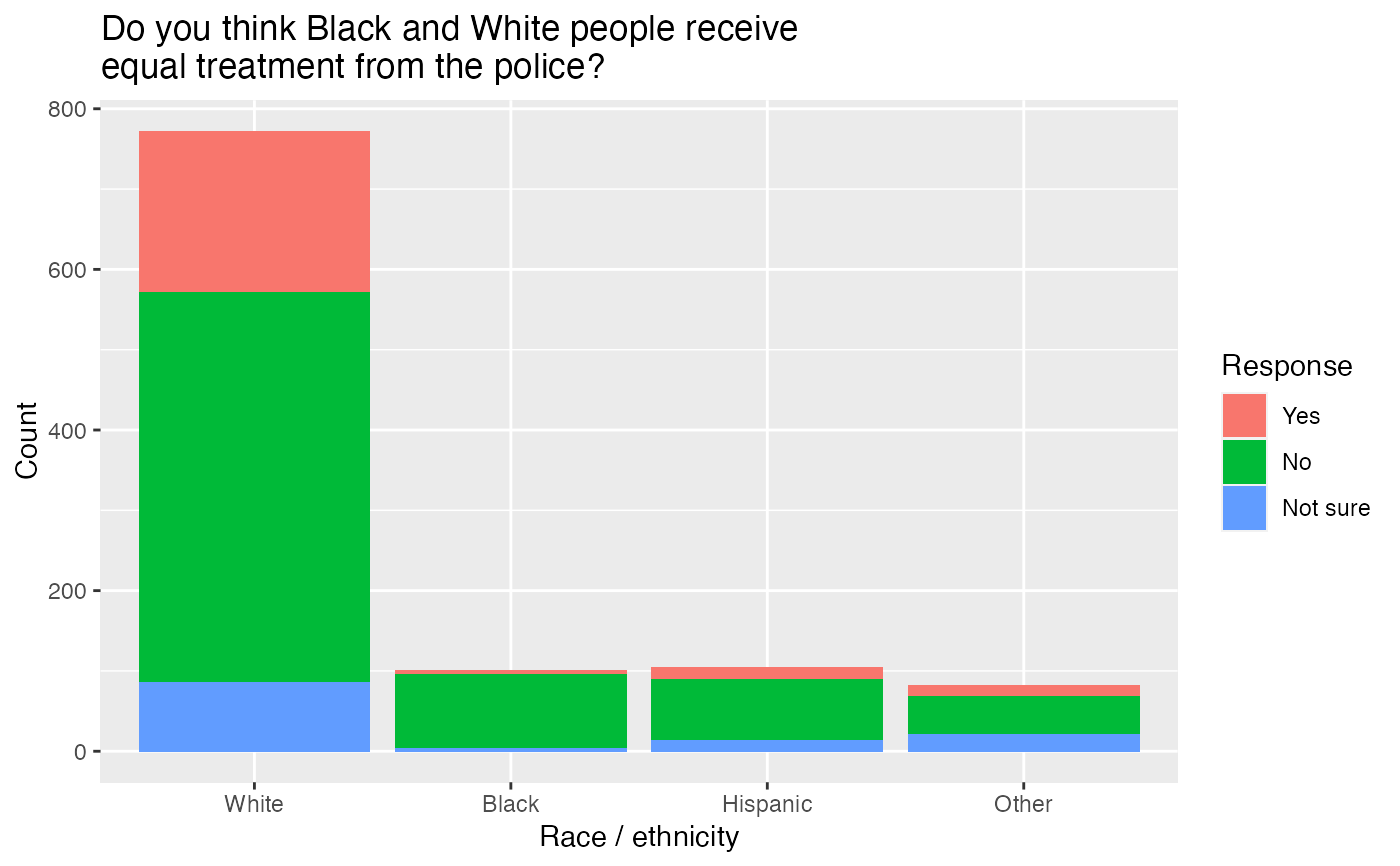 Do you think Black and White people receive
equal treatment from the police?
800
600
400
200
0
Count
White Black Hispanic Other
Race / ethnicity
Response
Yes
No
Not sure